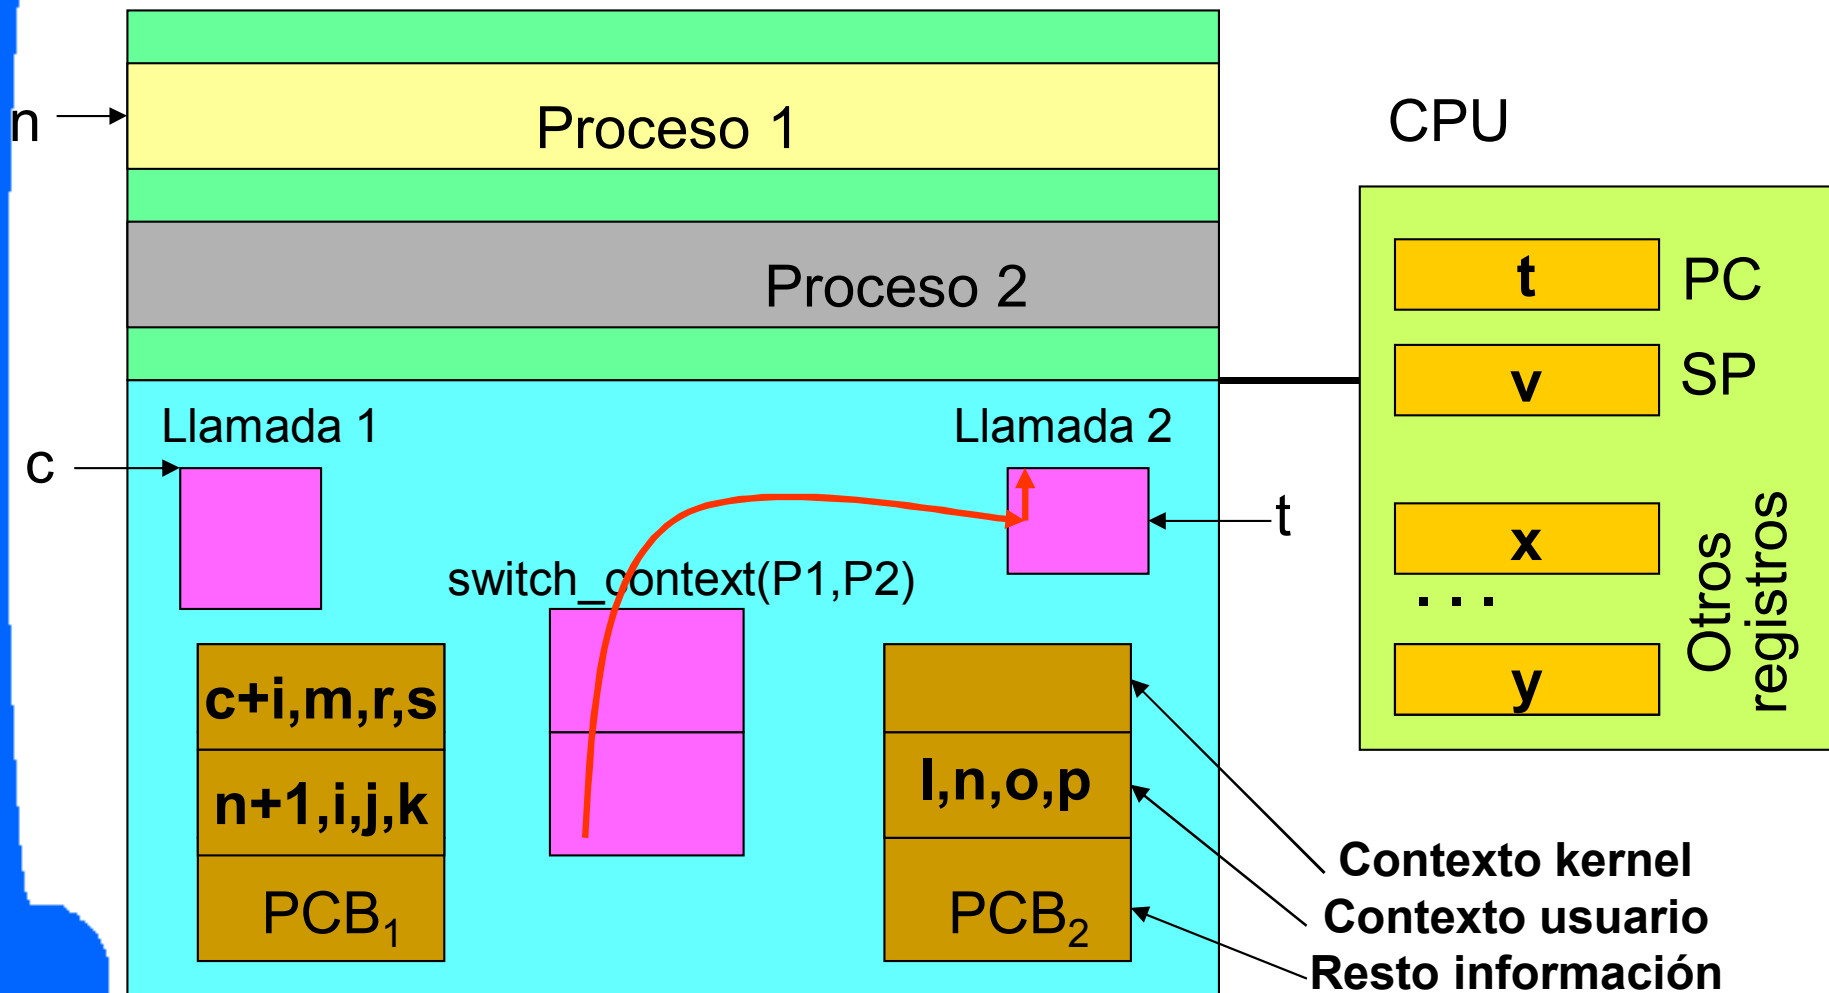 n
Proceso 1
CPU
Proceso 2
t
PC
v
SP
Llamada 1
Llamada 2
c
t
x
. . .
y
Otros
registros
switch_context(P1,P2)
c+i,m,r,s
n+1,i,j,k
PCB1
l,n,o,p
PCB2
Contexto kernel
Contexto usuario
Resto información